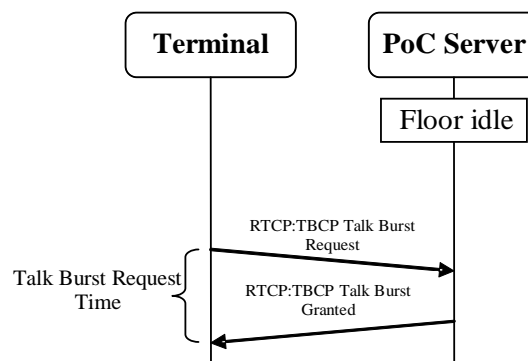 Terminal
PoC Server
Floor idle
RTCP:TBCP Talk Burst
Request
Talk Burst Request
Time
RTCP:TBCP Talk Burst
Granted